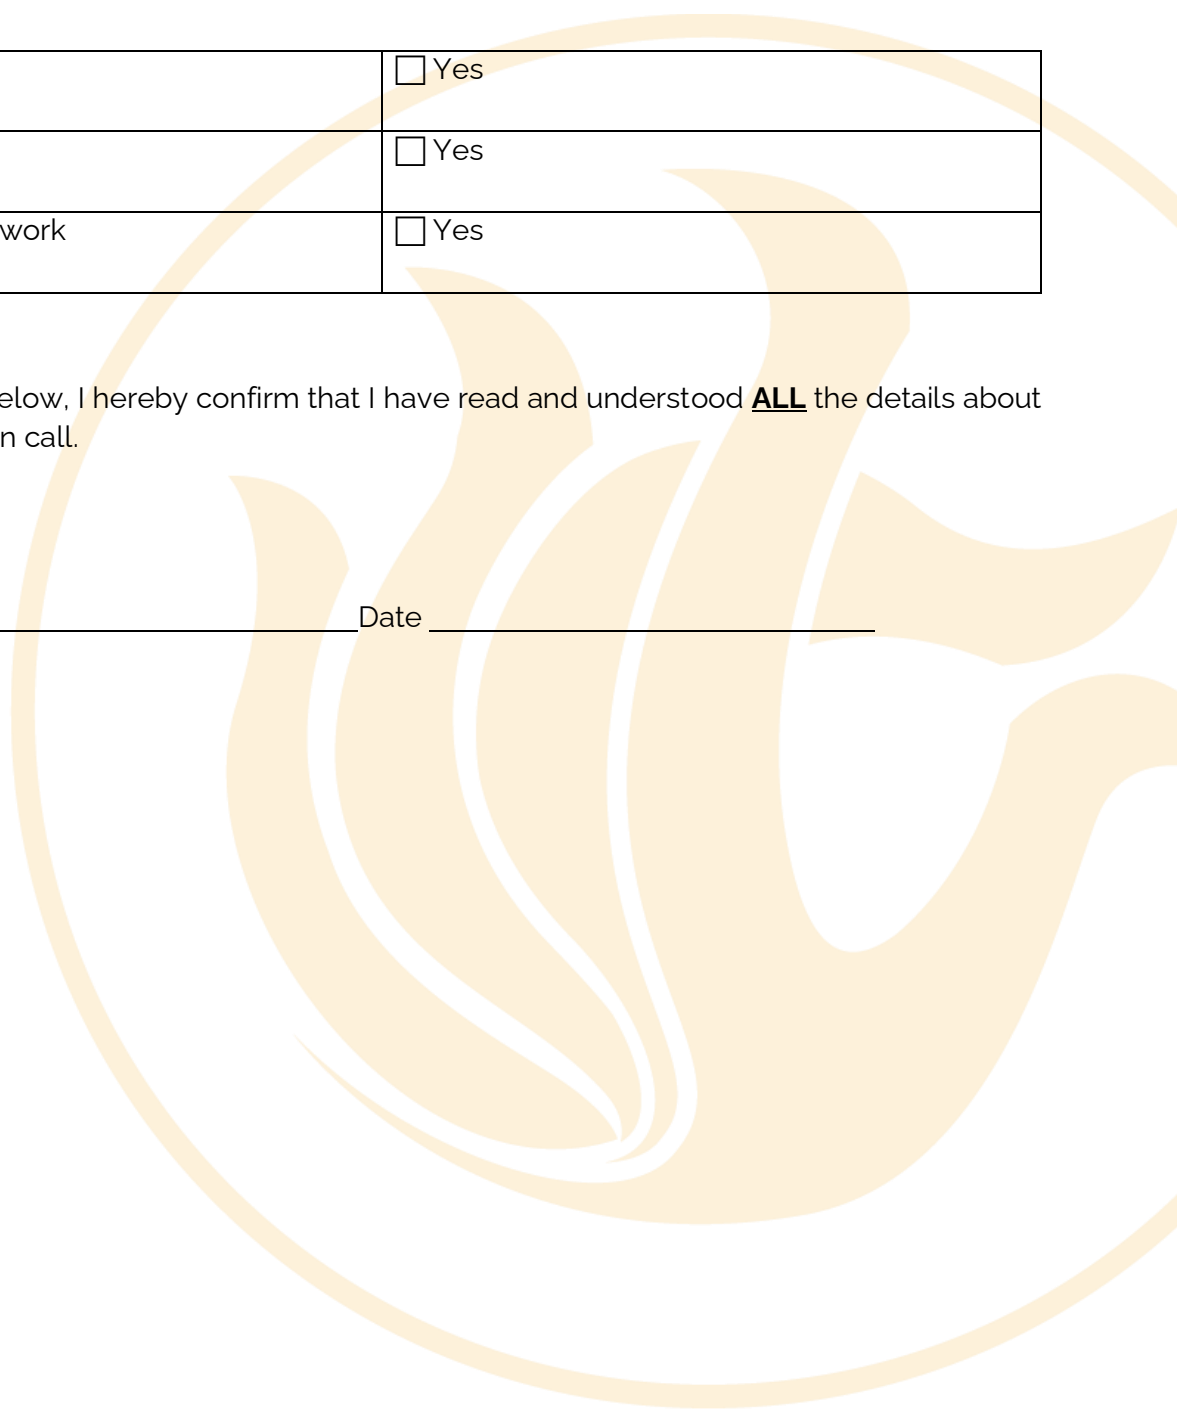 ☐ Yes
☐ Yes
work ☐ Yes
elow, I hereby confirm that I have read and understood ALL the details about
n call.
Date